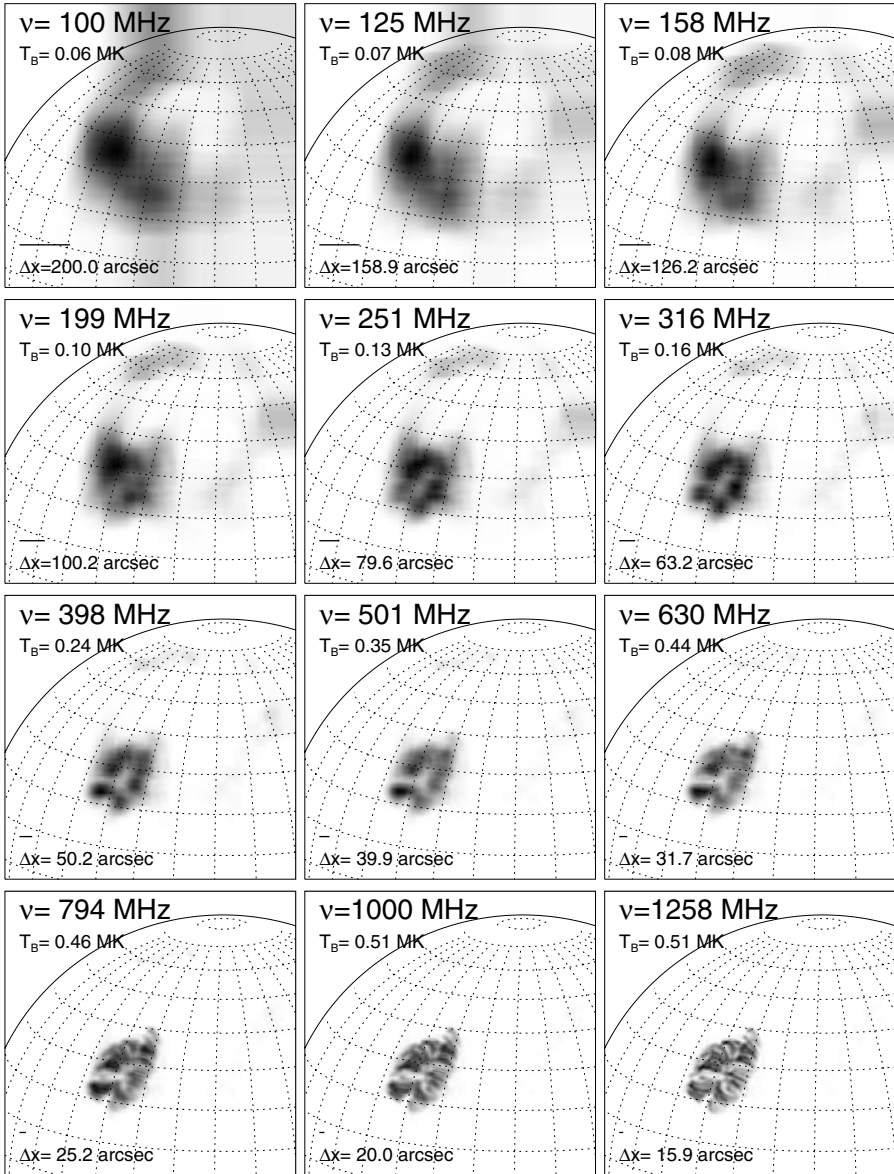 ν= 100 MHz
T_B= 0.06 MK
Δx=200.0 arcsec
ν= 125 MHz
T_B= 0.07 MK
Δx=158.9 arcsec
ν= 158 MHz
T_B= 0.08 MK
Δx=126.2 arcsec
ν= 199 MHz
T_B= 0.10 MK
Δx=100.2 arcsec
ν= 251 MHz
T_B= 0.13 MK
Δx= 79.6 arcsec
ν= 316 MHz
T_B= 0.16 MK
Δx= 63.2 arcsec
ν= 398 MHz
T_B= 0.24 MK
Δx= 50.2 arcsec
ν= 501 MHz
T_B= 0.35 MK
Δx= 39.9 arcsec
ν= 630 MHz
T_B= 0.44 MK
Δx= 31.7 arcsec
ν= 794 MHz
T_B= 0.46 MK
Δx= 25.2 arcsec
ν=1000 MHz
T_B= 0.51 MK
Δx= 20.0 arcsec
ν=1258 MHz
T_B= 0.51 MK
Δx= 15.9 arcsec